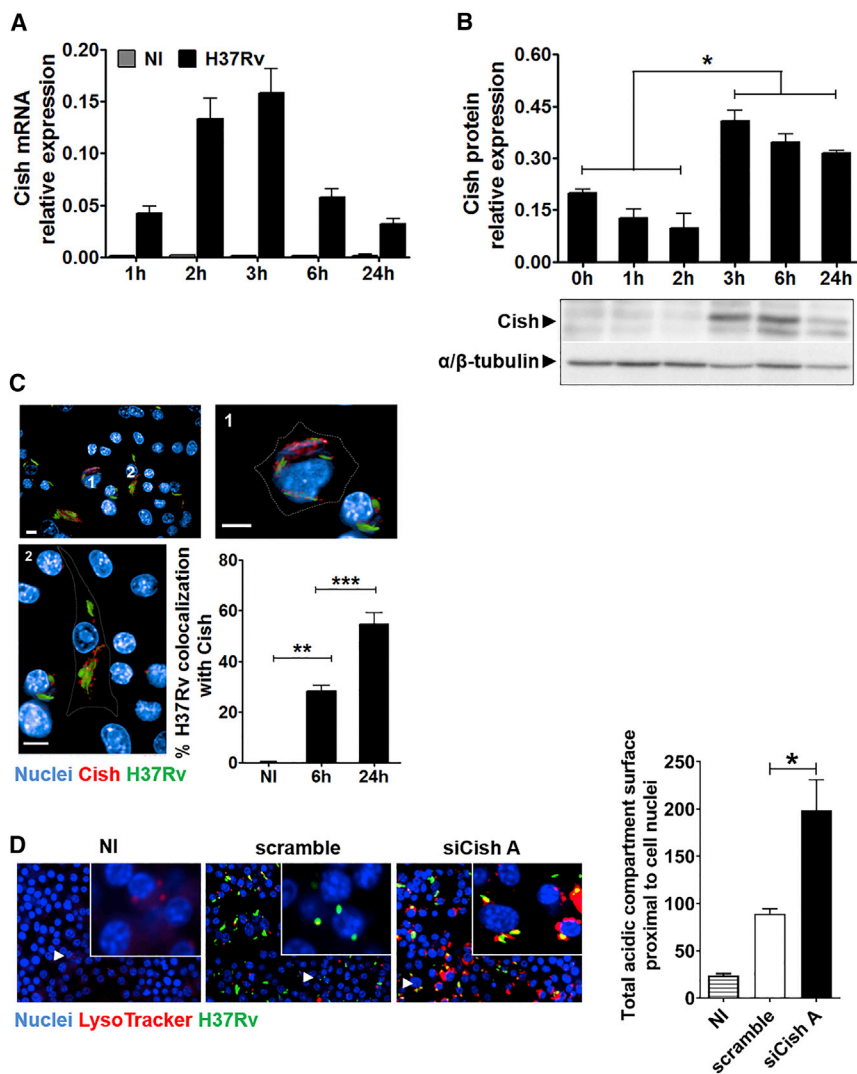 A
NI H37Rv
Cish mRNA
relative expression
0.20
0.15
0.10
0.05
0.00
1h 2h 3h 6h 24h
B
Cish protein
relative expression
0.60
0.45
0.30
0.15
0.00
*
0h 1h 2h 3h 6h 24h
Cish
α/β-tubulin
C
1
2
1
2
% H37Rv colocalization
with Cish
80
60
40
20
0
**
***
NI 6h 24h
Nuclei Cish H37Rv
D
NI scramble siCish A
Nuclei LysoTracker H37Rv
Total acidic compartment surface
proximal to cell nuclei
250
200
150
100
50
0
*
NI
scramble
siCish A